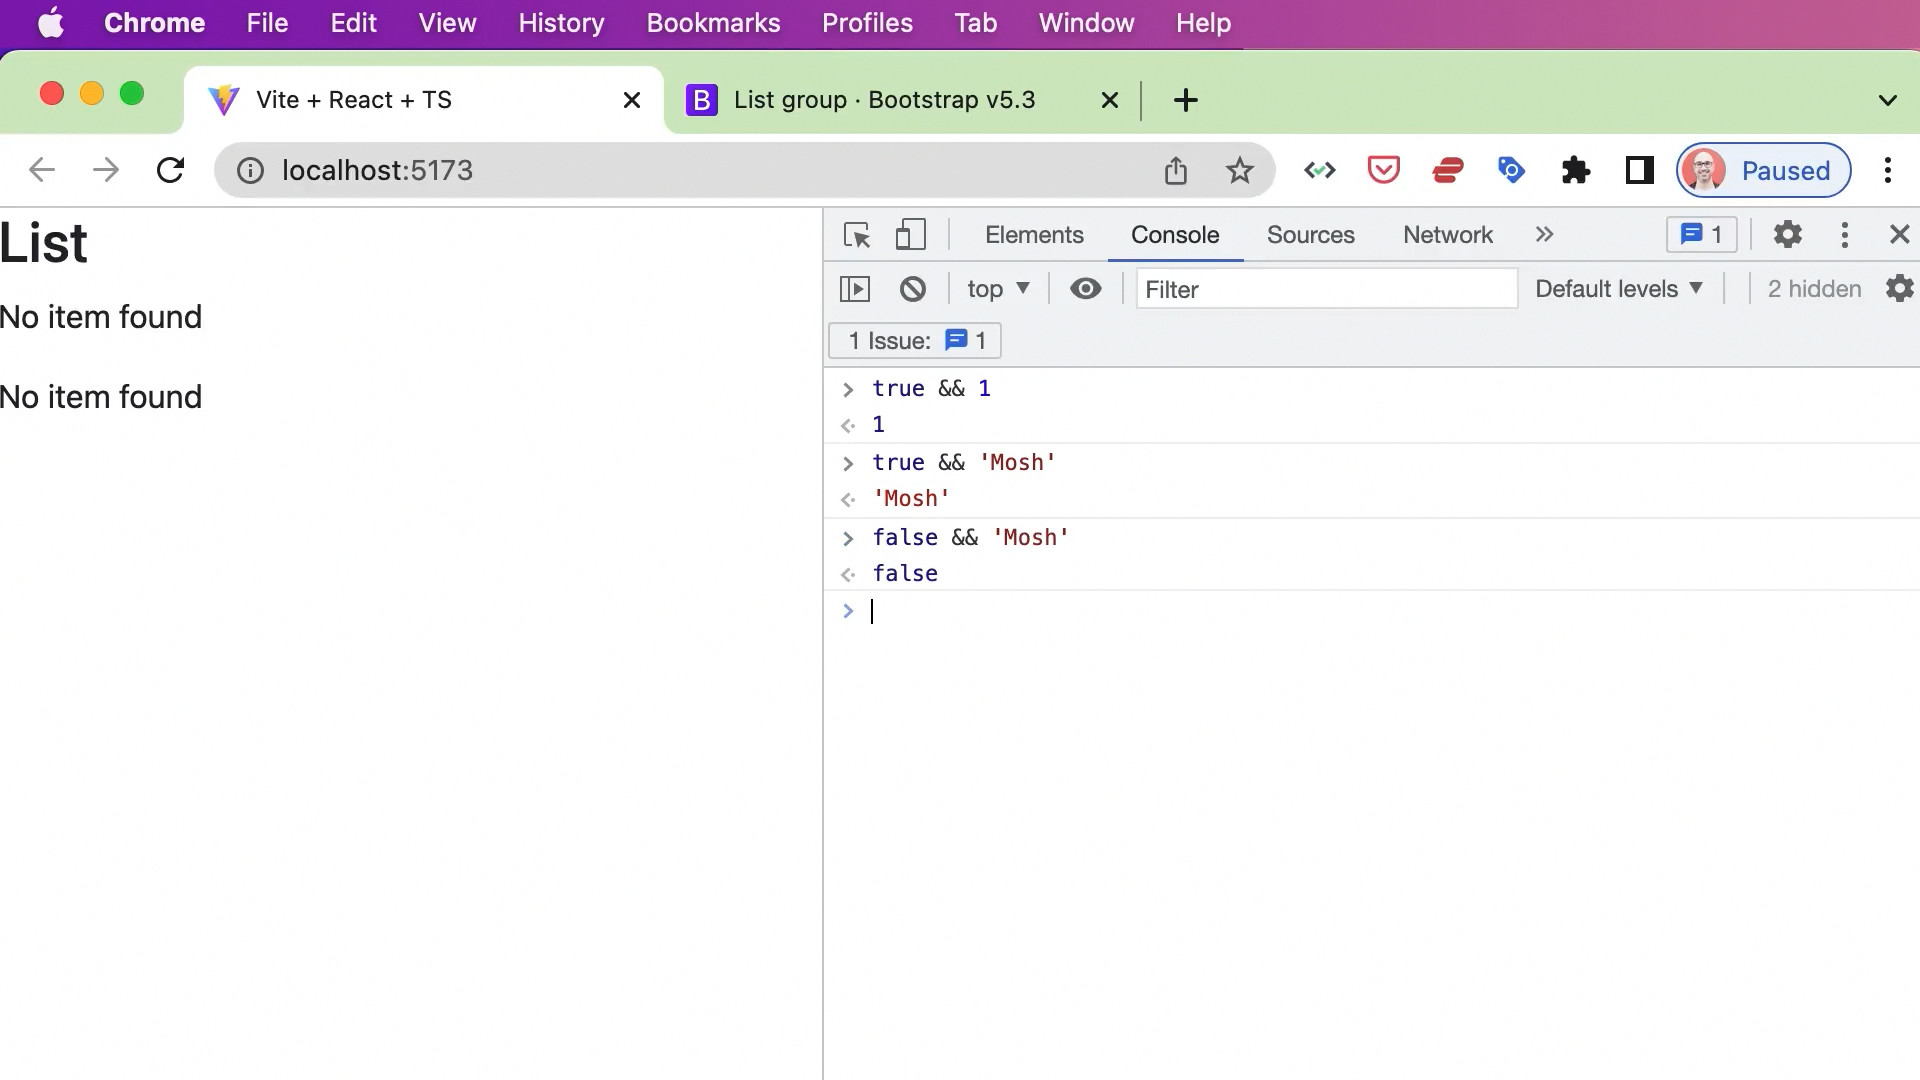 Chrome File Edit View History Bookmarks Profiles Tab Window Help
Vite + React + TS
List group · Bootstrap v5.3
localhost:5173
Paused
List
No item found
No item found
Elements Console Sources Network 1
top Filter Default levels 2 hidden
1 Issue: 1
true && 1
1
true && 'Mosh'
'Mosh'
false && 'Mosh'
false